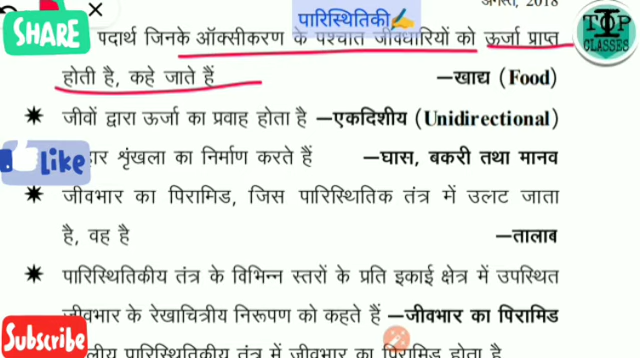 अगस्त, 2018
पारिस्थितिकी✍
SHARE
TOP
CLASSES
पदार्थ जिनके ऑक्सीकरण के पश्चात जीवधारियों को ऊर्जा प्राप्त
होती है, कहे जाते हैं —खाद्य (Food)
* जीवों द्वारा ऊर्जा का प्रवाह होता है —एकदिशीय (Unidirectional)
Like
हार शृंखला का निर्माण करते हैं —घास, बकरी तथा मानव
* जीवभार का पिरामिड, जिस पारिस्थितिक तंत्र में उलट जाता
है, वह है —तालाब
* पारिस्थितिकीय तंत्र के विभिन्न स्तरों के प्रति इकाई क्षेत्र में उपस्थित
जीवभार के रेखाचित्रीय निरूपण को कहते हैं —जीवभार का पिरामिड
Subscribe
लीय पारिस्थितिकीय तंत्र में जीवभार का पिरामिड होता है